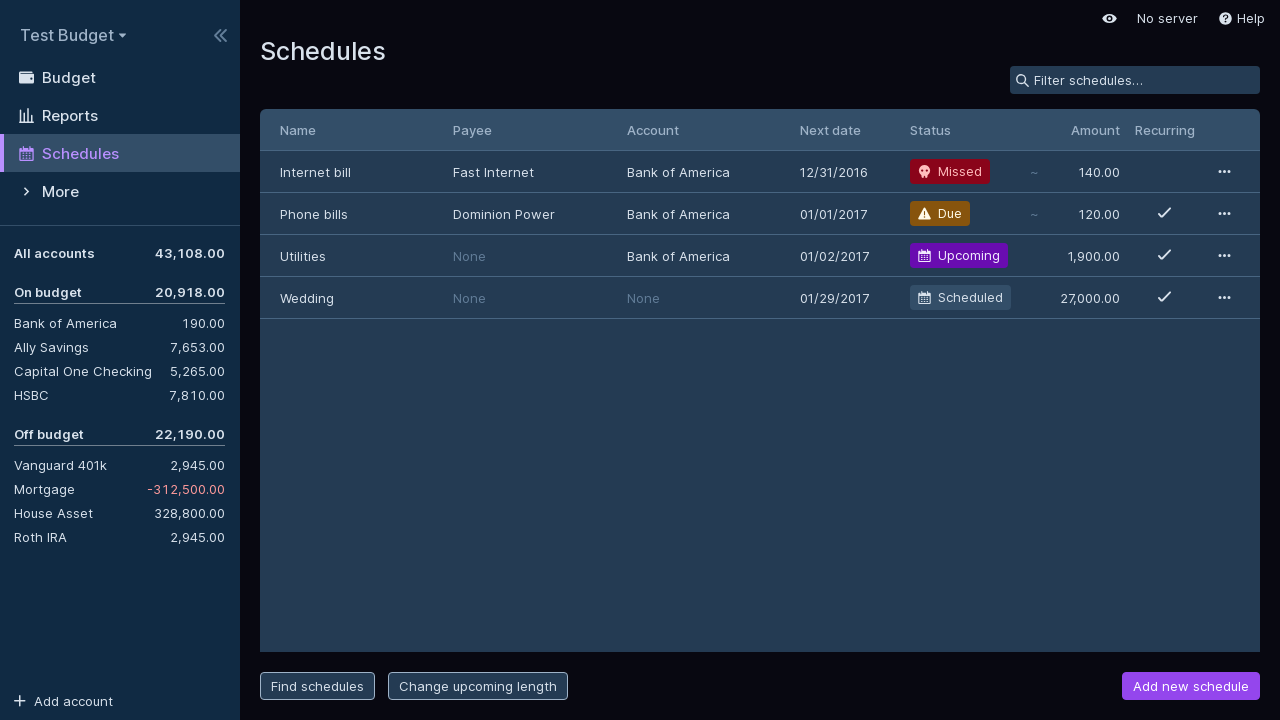 Test Budget
Budget
Reports
Schedules
More
All accounts 43,108.00
On budget 20,918.00
Bank of America 190.00
Ally Savings 7,653.00
Capital One Checking 5,265.00
HSBC 7,810.00
Off budget 22,190.00
Vanguard 401k 2,945.00
Mortgage -312,500.00
House Asset 328,800.00
Roth IRA 2,945.00
Add account
No server Help
Schedules
Filter schedules...
Name Payee Account Next date Status Amount Recurring
Internet bill Fast Internet Bank of America 12/31/2016 Missed ~ 140.00
Phone bills Dominion Power Bank of America 01/01/2017 Due ~ 120.00
Utilities None Bank of America 01/02/2017 Upcoming 1,900.00
Wedding None None 01/29/2017 Scheduled 27,000.00
Find schedules Change upcoming length Add new schedule